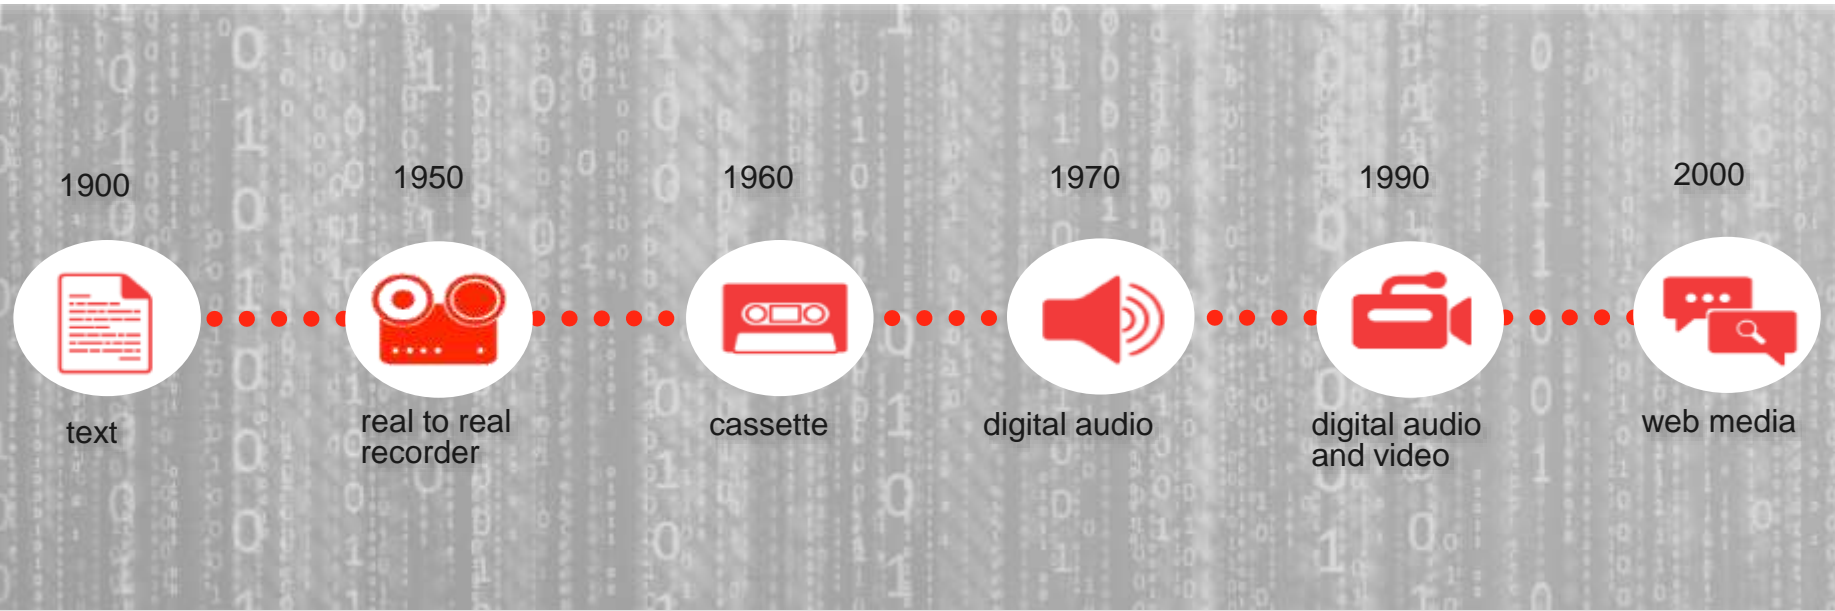 1900
1950
1960
1970
1990
2000
text
real to real
recorder
cassette
digital audio
digital audio
and video
web media